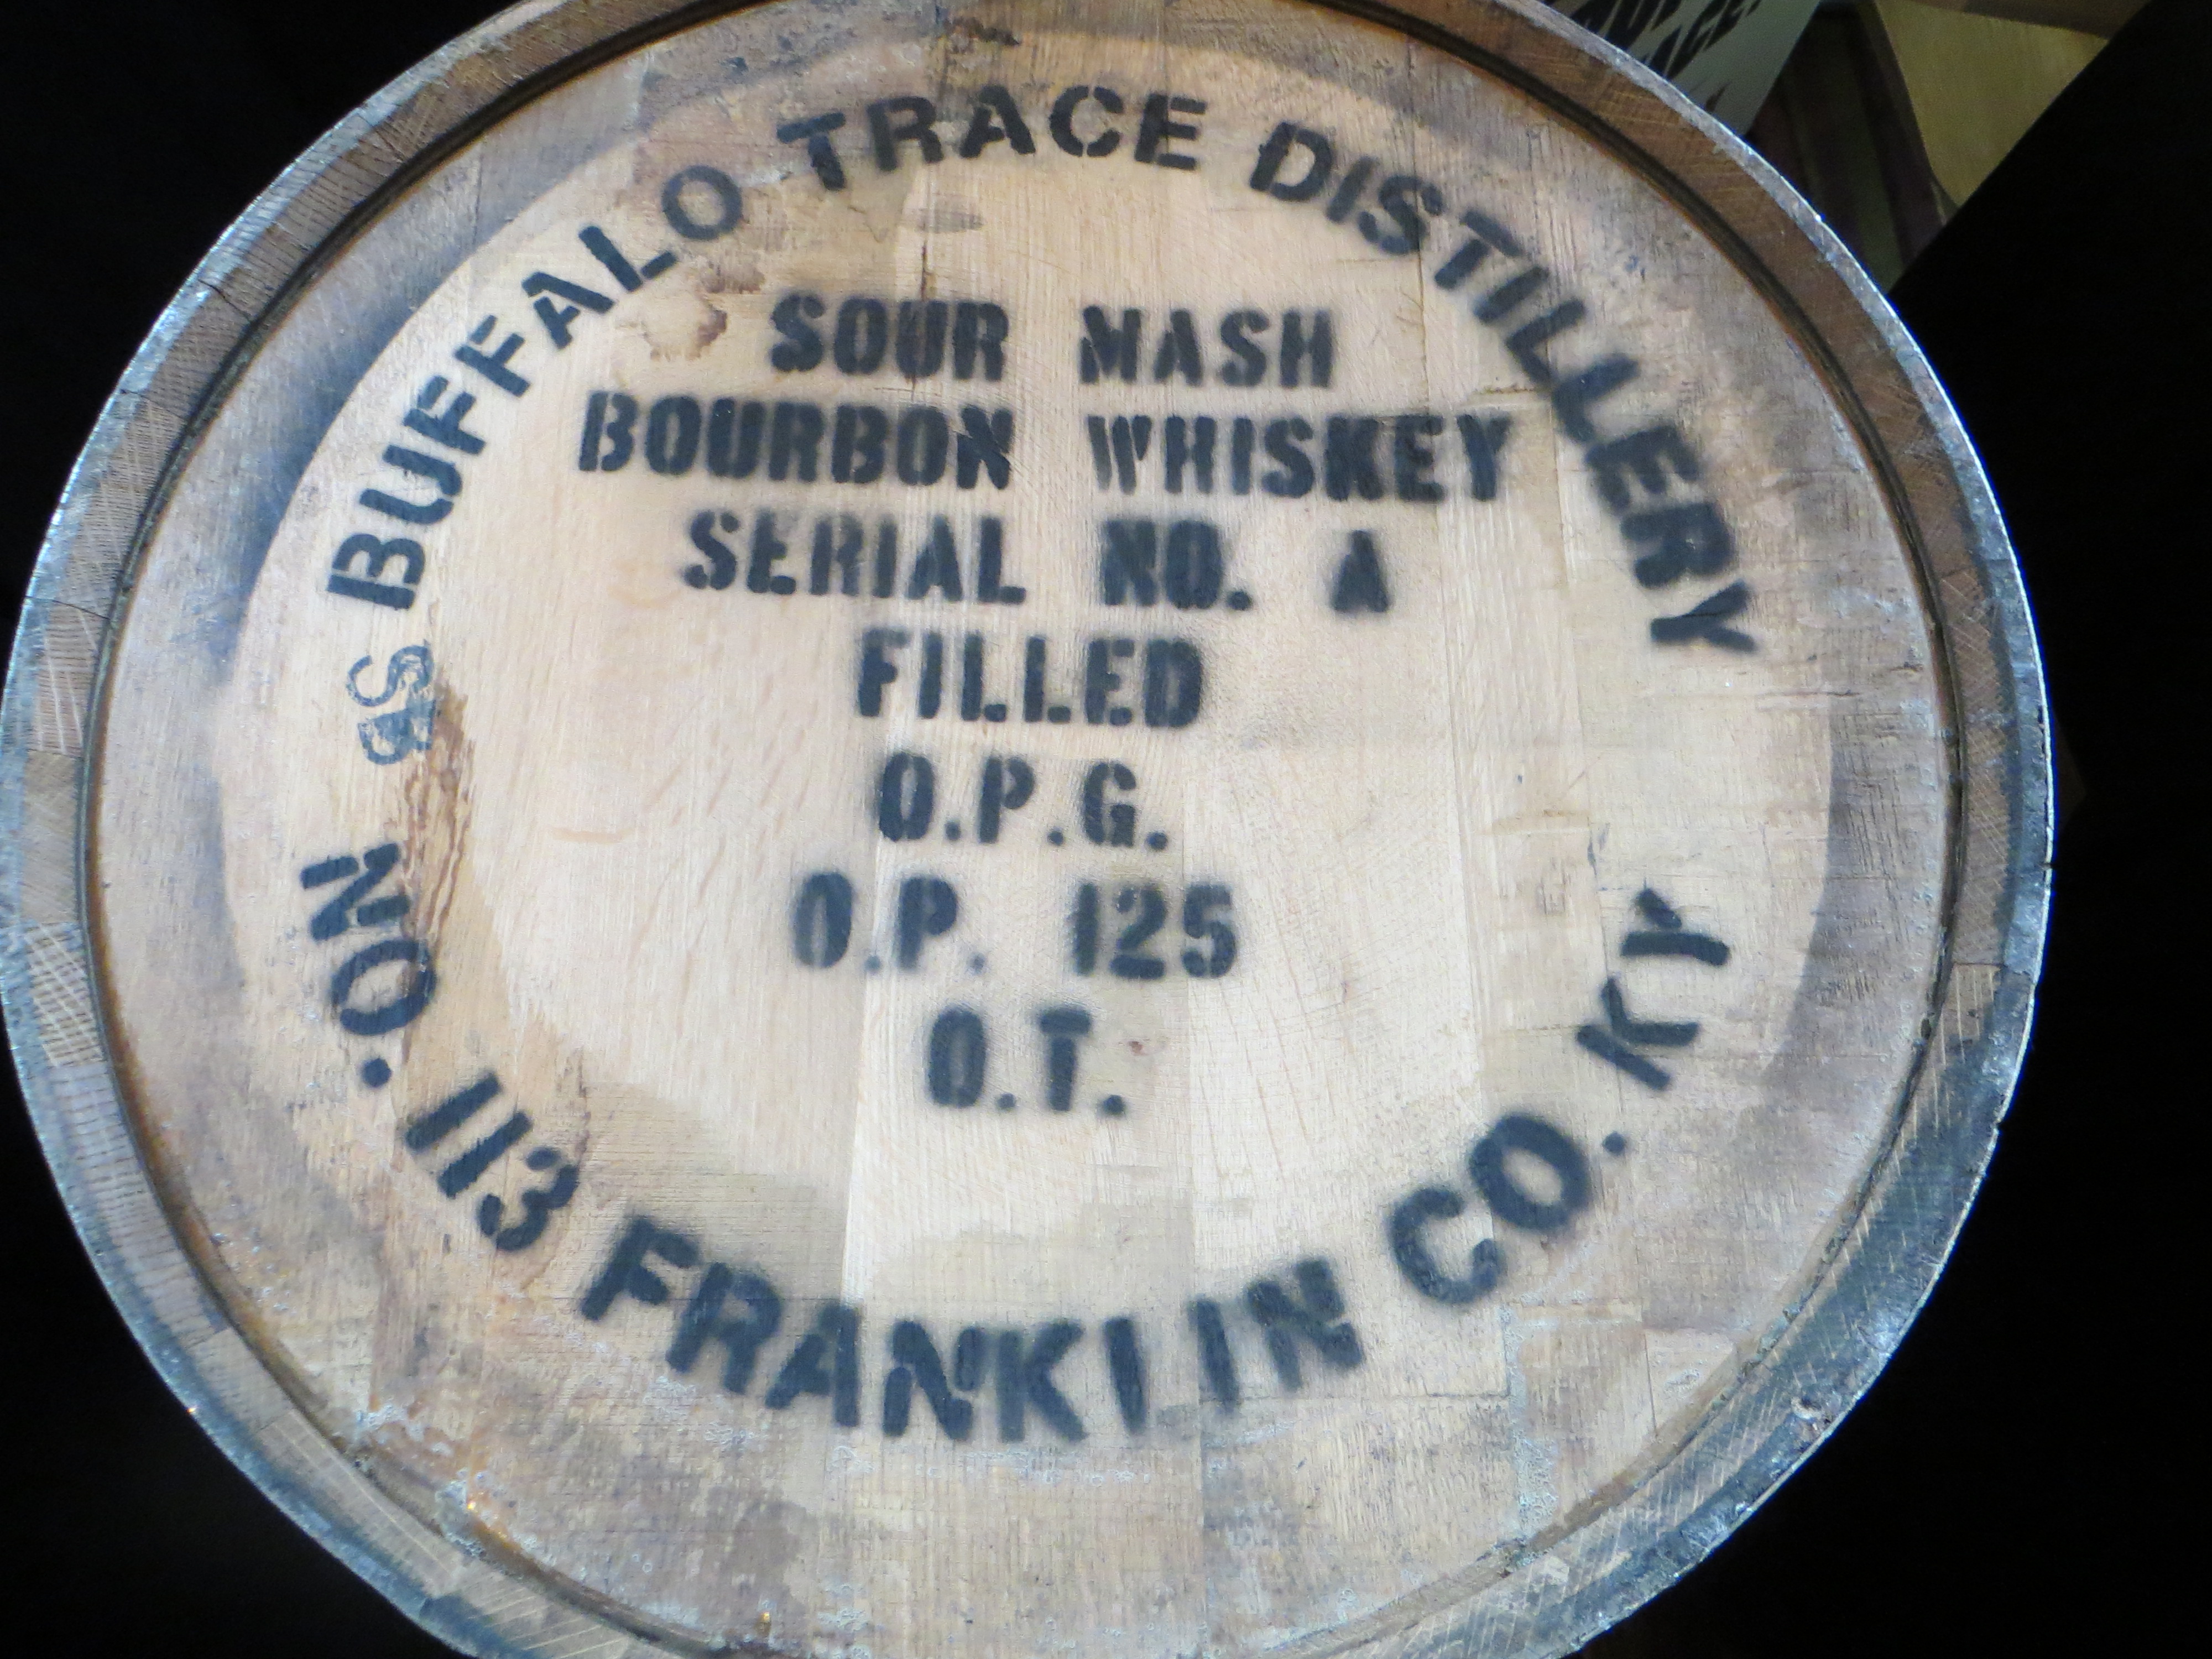 BUFFALO TRACE DISTILLERY
SOUR MASH
BOURBON WHISKEY
SERIAL NO. A
FILLED
O.P.G.
O.P. 125
O.T.
NO. 113 FRANKLIN CO. KY